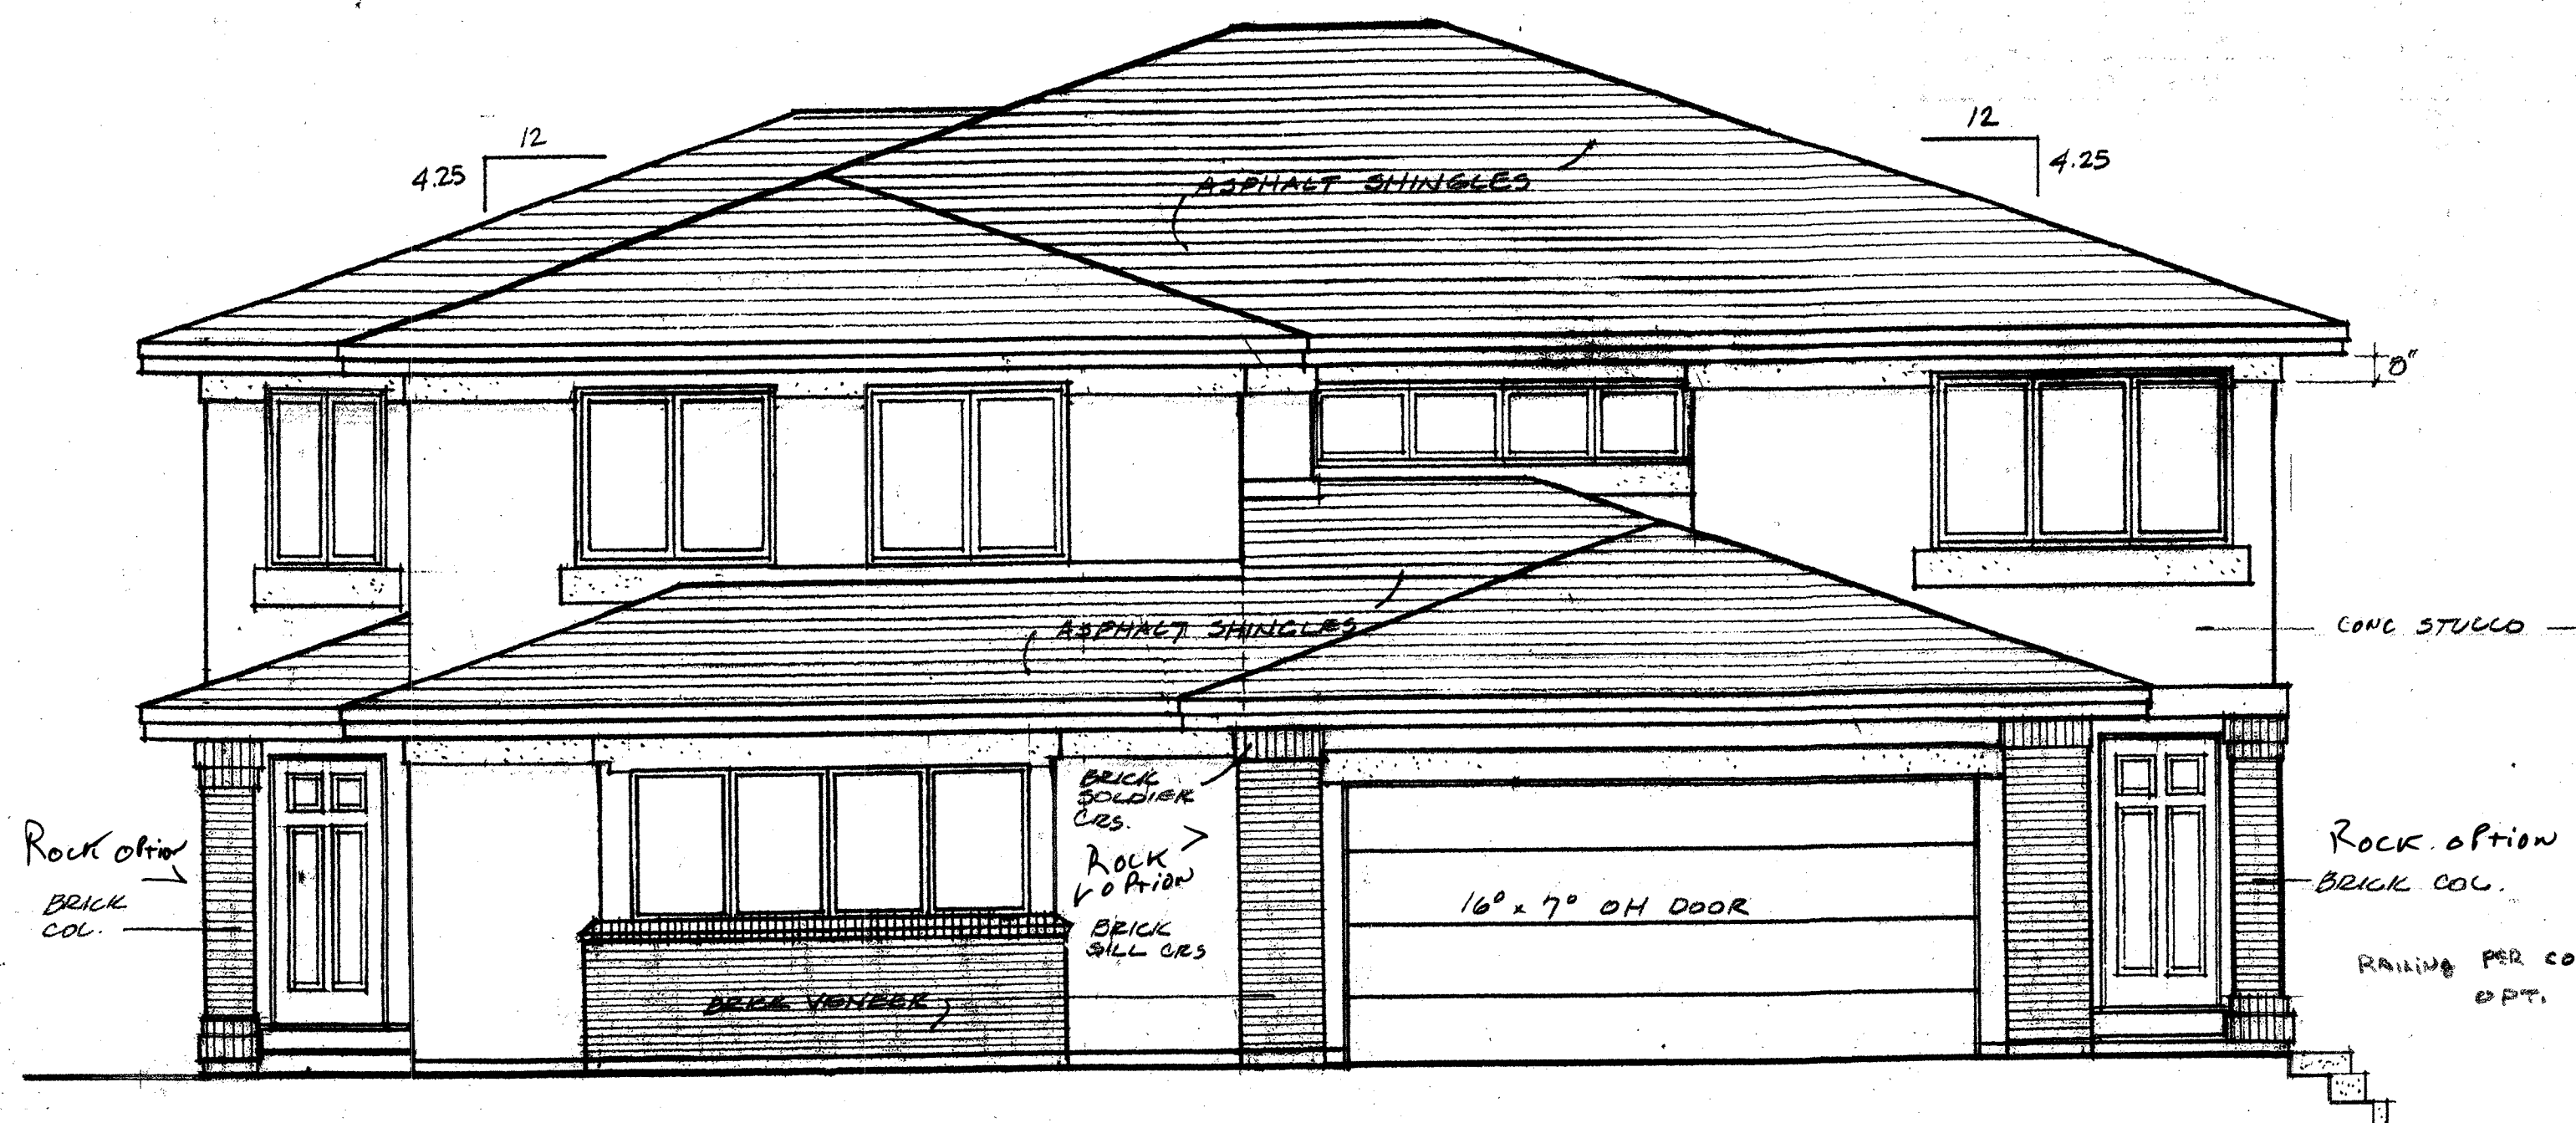 12
4.25
12
4.25
ASPHALT SHINGLES
8"
ASPHALT SHINGLES
CONC STUCCO
BRICK
SOLDIER
CRS.
Rock option
BRICK
COL.
Rock
option
BRICK
SILL CRS
16⁰ x 7⁰ OH DOOR
Rock option
BRICK COL.
BRICK VENEER
RAILING PER CO
OPT.